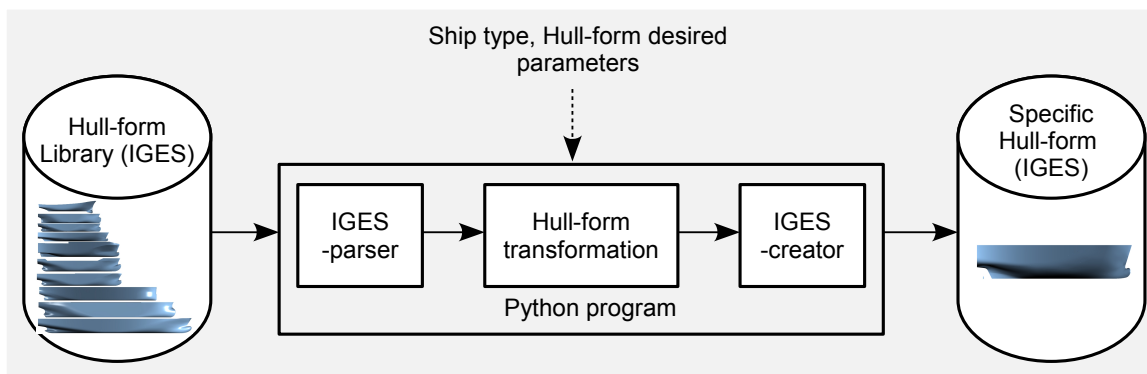 Ship type, Hull-form desired
parameters
Hull-form
Library (IGES)
Specific
Hull-form
(IGES)
IGES
-parser
Hull-form
transformation
IGES
-creator
Python program